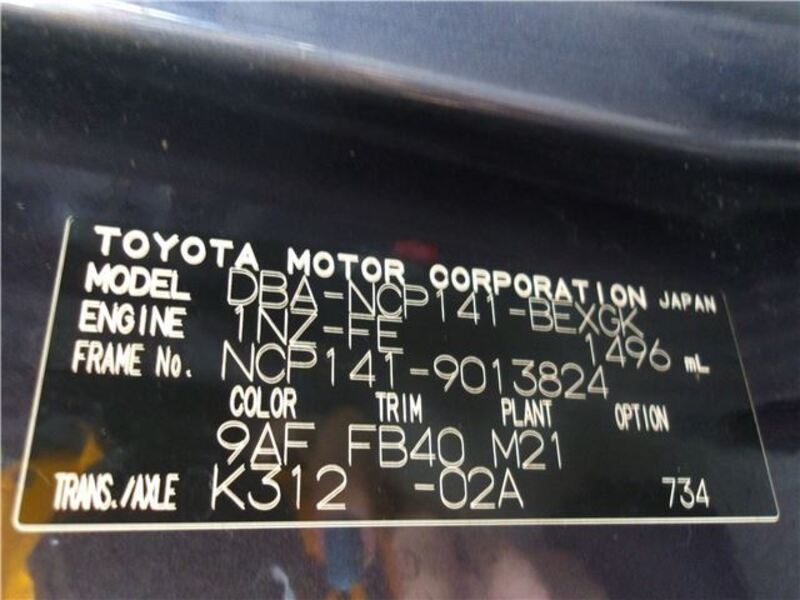 TOYOTA MOTOR CORPORATION JAPAN
MODEL DBA-NCP141-BEXGK
ENGINE 1NZ-FE 1496 mL
FRAME No. NCP141-9013824
COLOR TRIM PLANT OPTION
9AF FB40 M21
TRANS./AXLE K312 -02A 734